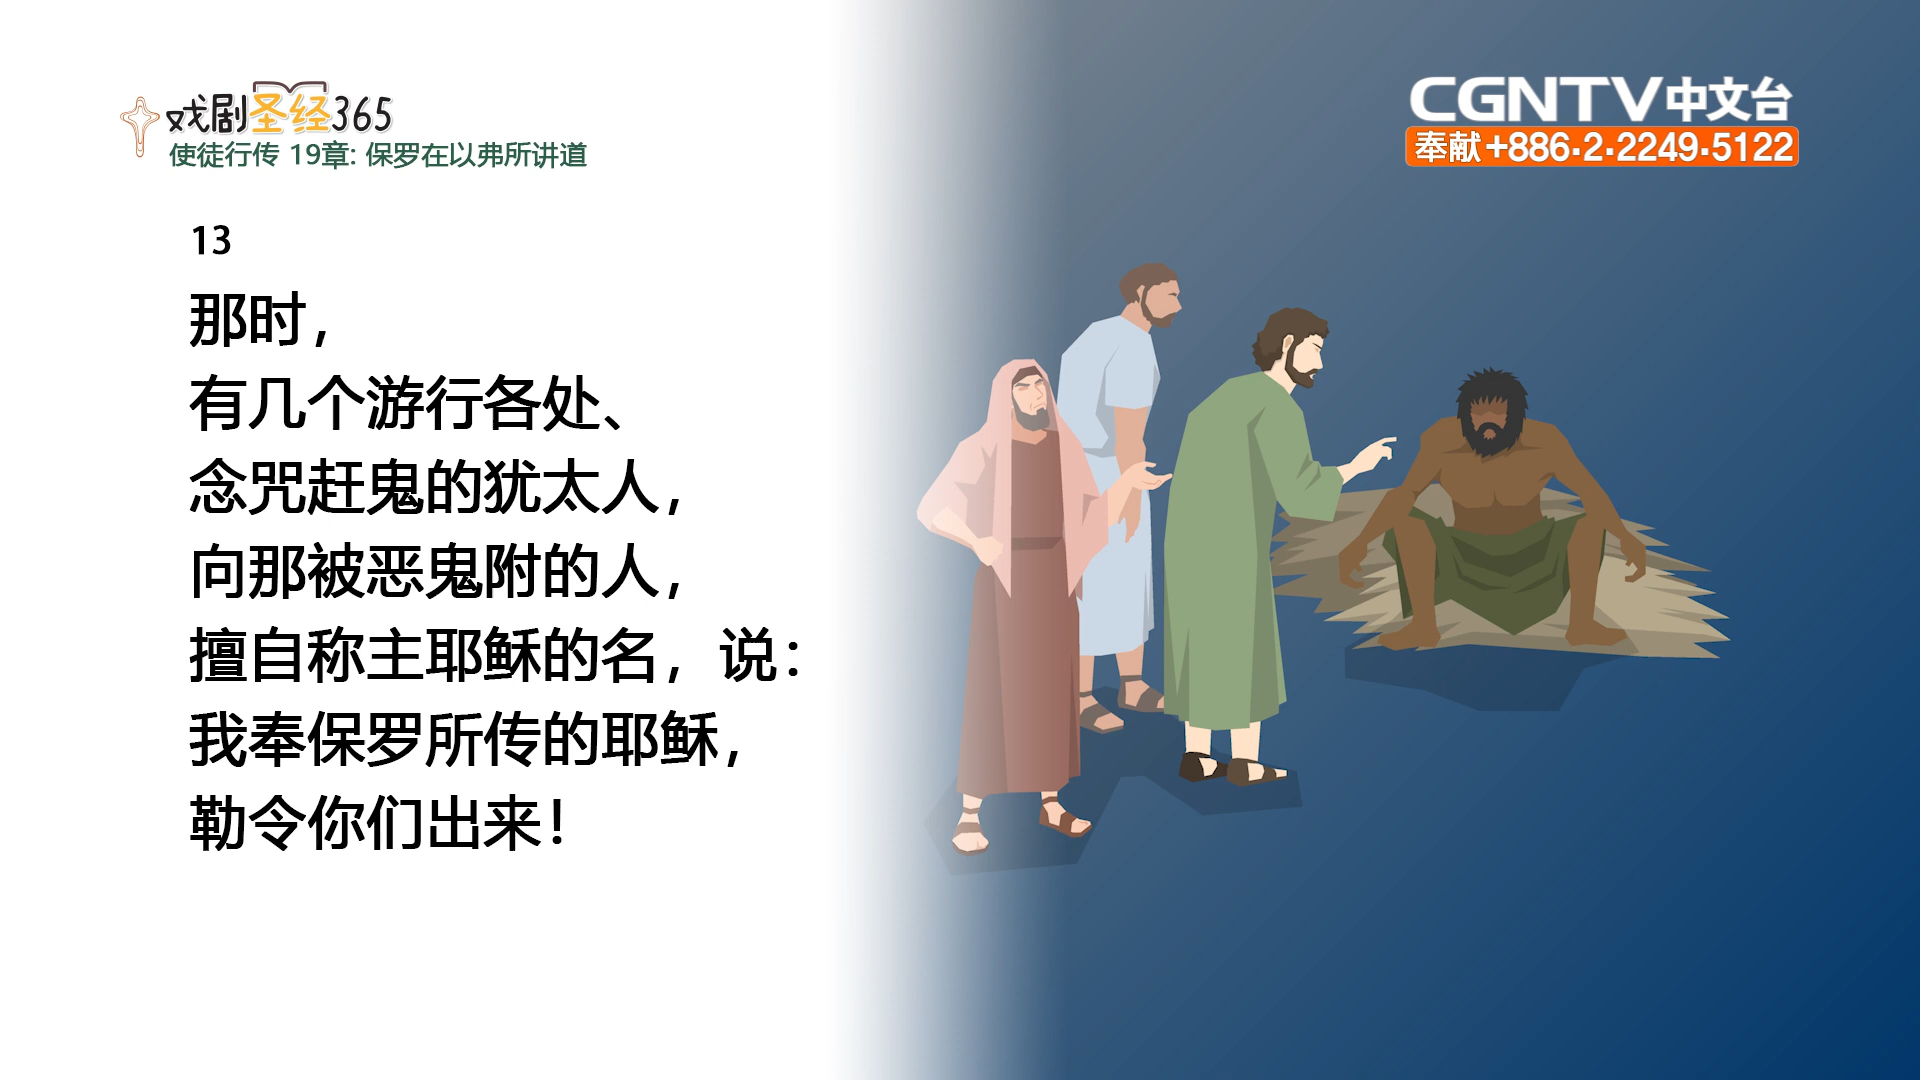 戏剧圣经365
使徒行传 19章: 保罗在以弗所讲道
CGNTV中文台
奉献+886·2·2249·5122
13
那时，
有几个游行各处、
念咒赶鬼的犹太人，
向那被恶鬼附的人，
擅自称主耶稣的名，说：
我奉保罗所传的耶稣，
勒令你们出来！